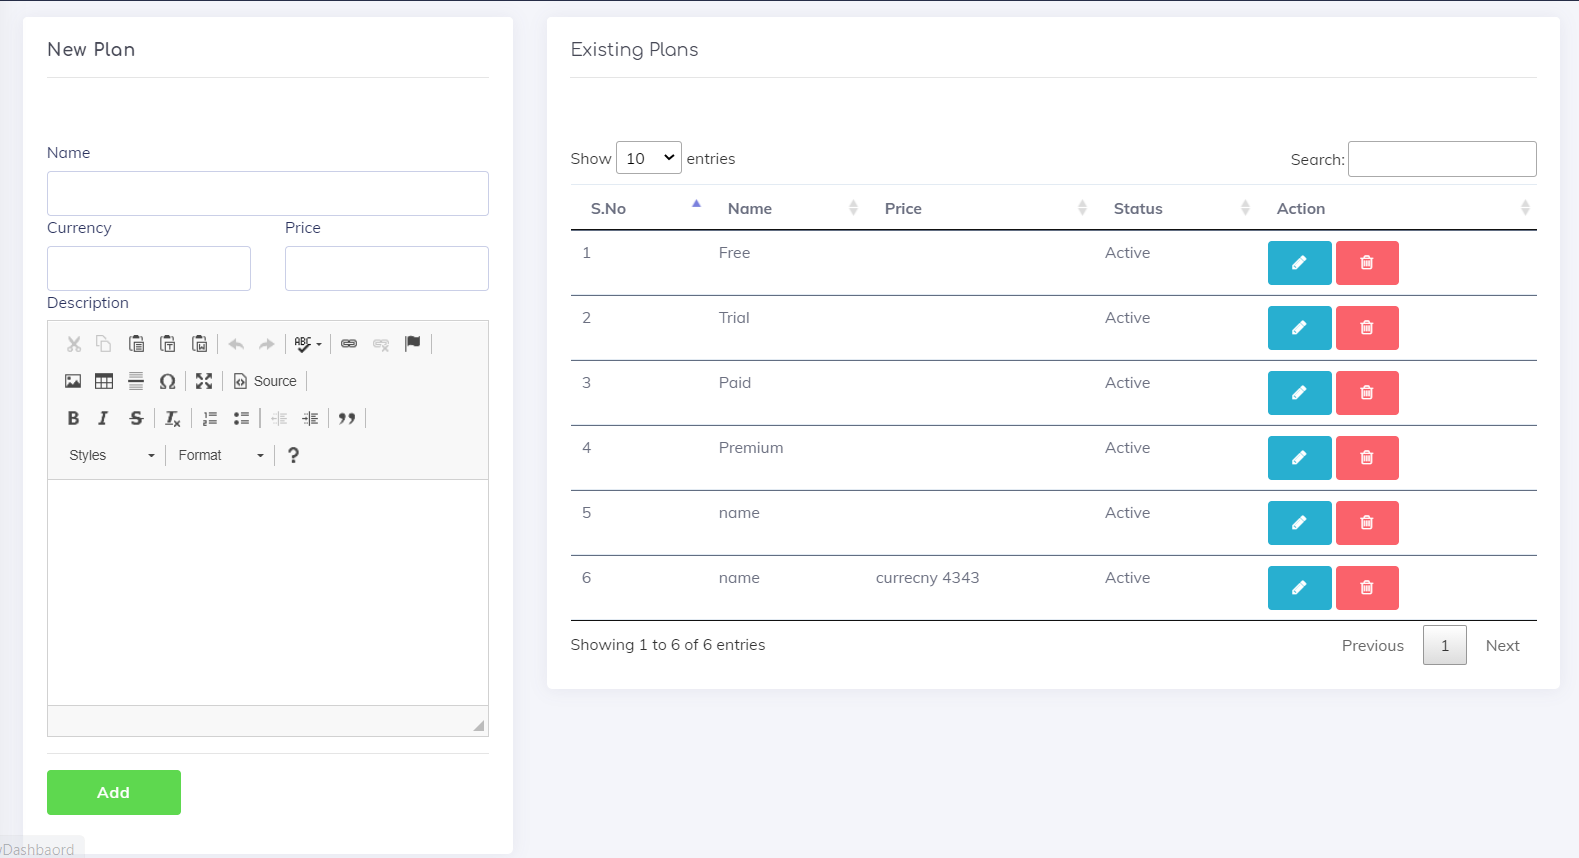 New Plan
Name
Currency Price
Description
ABC
Source
Styles Format ?
Add
Existing Plans
Show 10 entries Search:
S.No Name Price Status Action
1 Free Active
2 Trial Active
3 Paid Active
4 Premium Active
5 name Active
6 name currecny 4343 Active
Showing 1 to 6 of 6 entries Previous 1 Next
Dashbaord